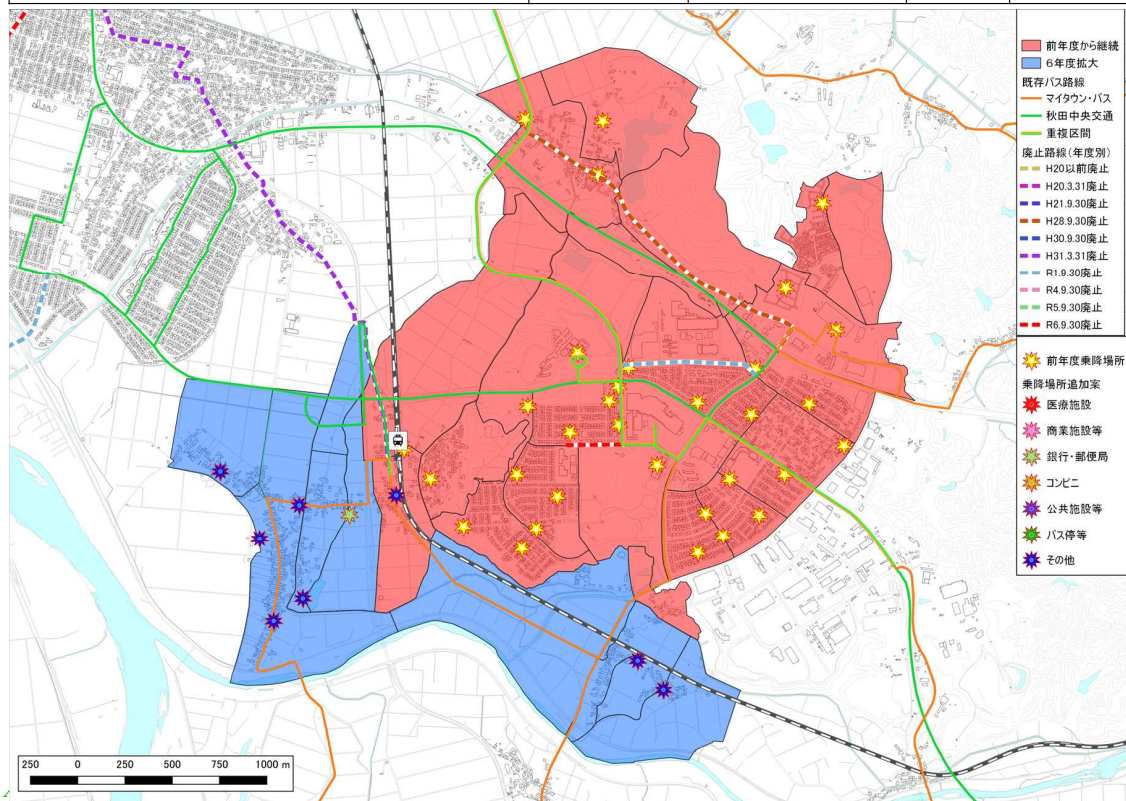 前年度から継続
6年度拡大
既存バス路線
マイタウン・バス
秋田中央交通
重複区間
廃止路線(年度別)
H20以前廃止
H20.3.31廃止
H21.9.30廃止
H28.9.30廃止
H30.9.30廃止
H31.3.31廃止
R1.9.30廃止
R4.9.30廃止
R5.9.30廃止
R6.9.30廃止
前年度乗降場所
乗降場所追加案
医療施設
商業施設等
銀行・郵便局
コンビニ
公共施設等
バス停等
その他
250 0 250 500 750 1000 m